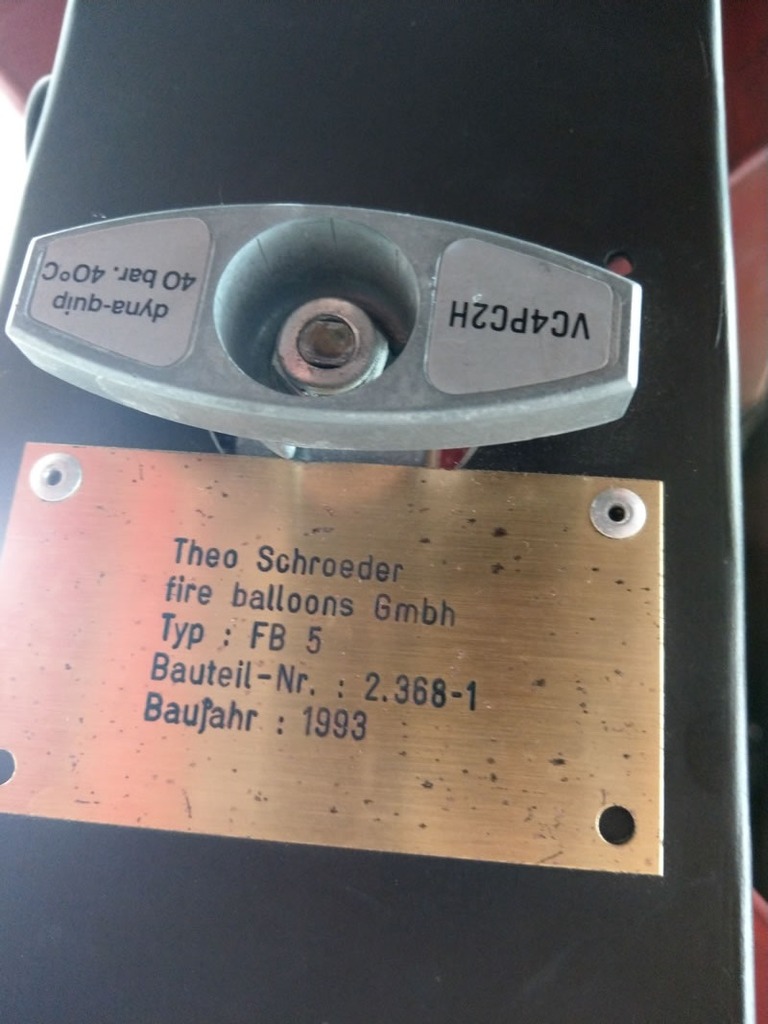 dyna-quip
40 bar. 40°C
VC4PC2H
Theo Schroeder
fire balloons Gmbh
Typ : FB 5
Bauteil-Nr. : 2.368-1
Baujahr : 1993